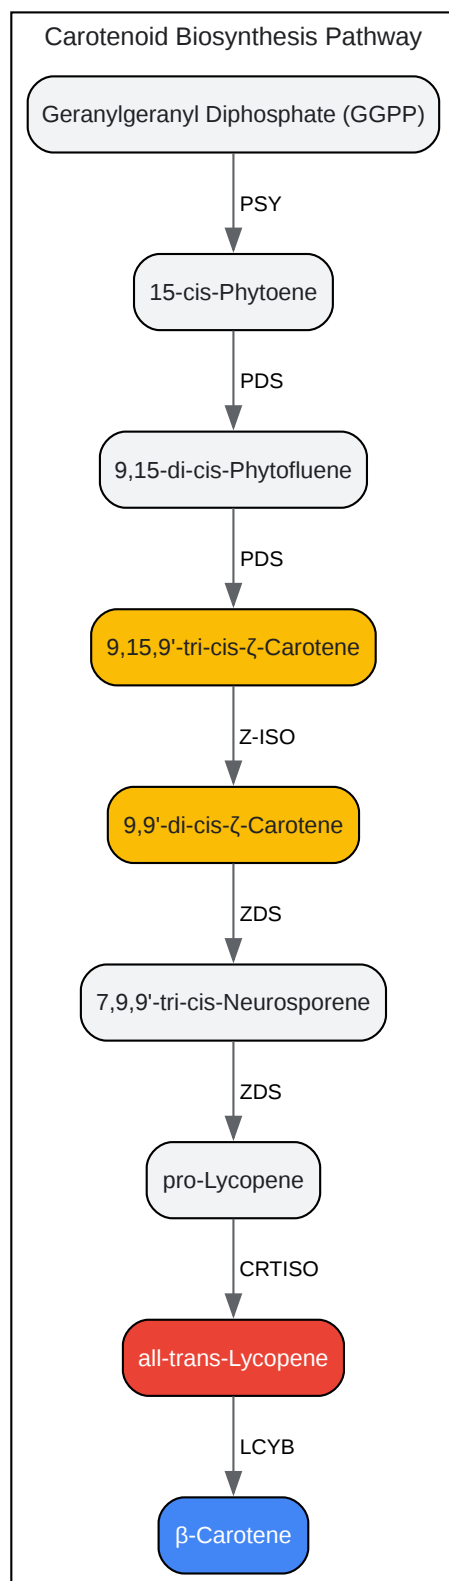 Carotenoid Biosynthesis Pathway
Geranylgeranyl Diphosphate (GGPP)
PSY
15-cis-Phytoene
PDS
9,15-di-cis-Phytofluene
PDS
9,15,9'-tri-cis-ζ-Carotene
Z-ISO
9,9'-di-cis-ζ-Carotene
ZDS
7,9,9'-tri-cis-Neurosporene
ZDS
pro-Lycopene
CRTISO
all-trans-Lycopene
LCYB
β-Carotene